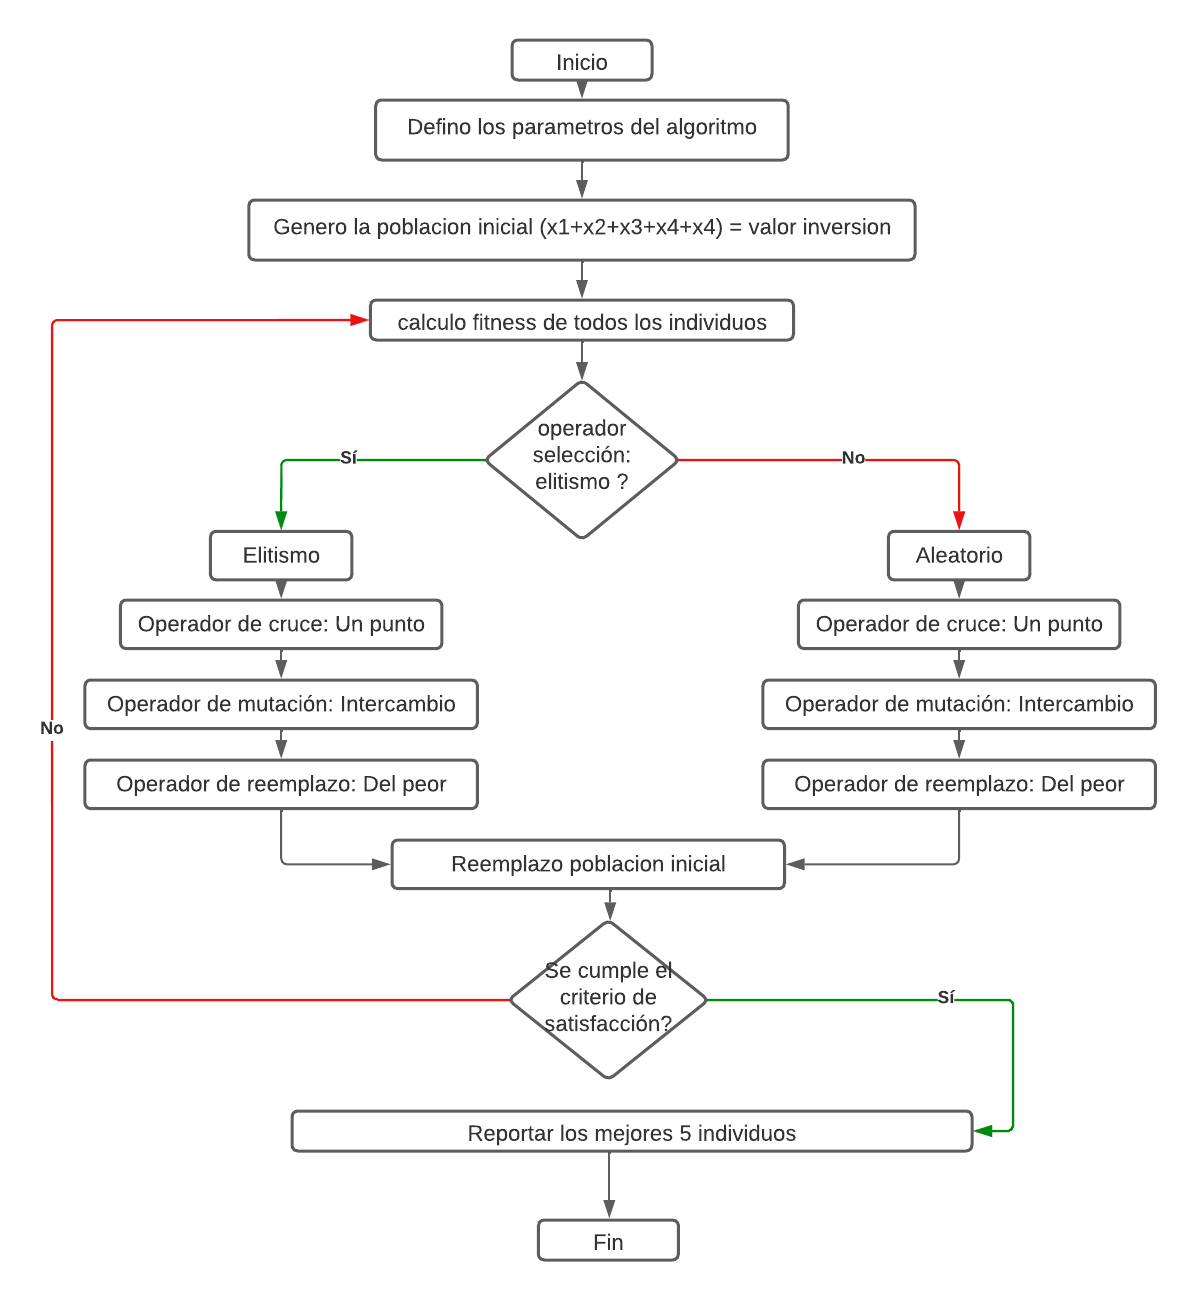 Inicio
Defino los parametros del algoritmo
Genero la poblacion inicial (x1+x2+x3+x4+x4) = valor inversion
calculo fitness de todos los individuos
operador
selección:
elitismo ?
Sí
No
Elitismo
Aleatorio
Operador de cruce: Un punto
Operador de cruce: Un punto
Operador de mutación: Intercambio
Operador de mutación: Intercambio
No
Operador de reemplazo: Del peor
Operador de reemplazo: Del peor
Reemplazo poblacion inicial
Se cumple el
criterio de
satisfacción?
Sí
Reportar los mejores 5 individuos
Fin